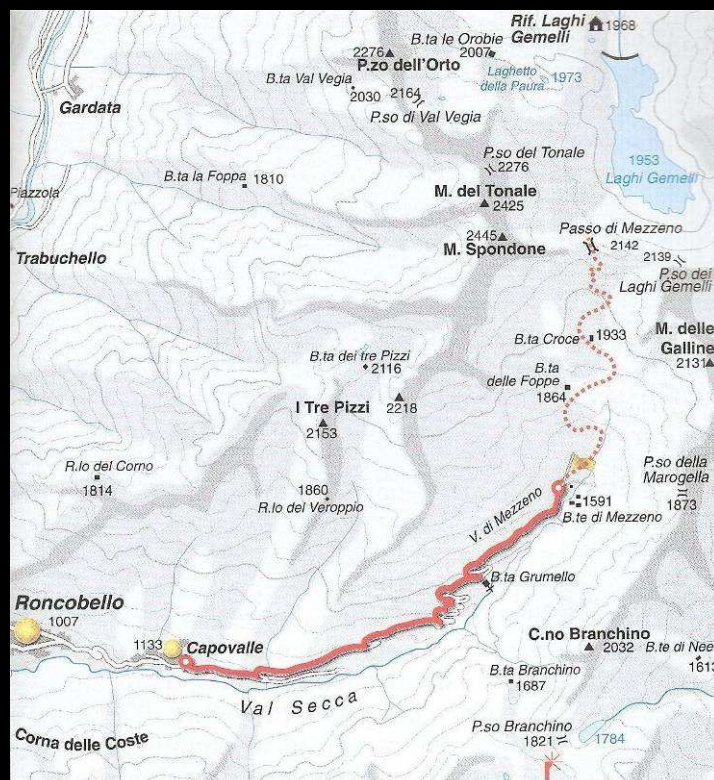 Rif. Laghi
Gemelli
1968
B.ta le Orobie
2007
2276
P.zo dell'Orto
Laghetto
della Paura
1973
B.ta Val Vegia
2030
2164
P.so di Val Vegia
Gardata
P.so del Tonale
2276
1953
Laghi Gemelli
B.ta la Foppa
1810
Piazzola
M. del Tonale
2425
Passo di Mezzeno
2142
2445
M. Spondone
2139
P.so dei
Laghi Gemelli
Trabuchello
B.ta Croce
1933
M. delle
Galline
2131
B.ta dei tre Pizzi
2116
B.ta
delle Foppe
1864
I Tre Pizzi
2153
2218
R.lo del Corno
1814
1860
R.lo del Veroppio
P.so della
Marogella
1873
V. di Mezzeno
1591
B.te di Mezzeno
B.ta Grumello
Roncobello
1007
1133
Capovalle
C.no Branchino
2032
B.te di Nee
1613
B.ta Branchino
1687
Val Secca
P.so Branchino
1821
1784
Corna delle Coste